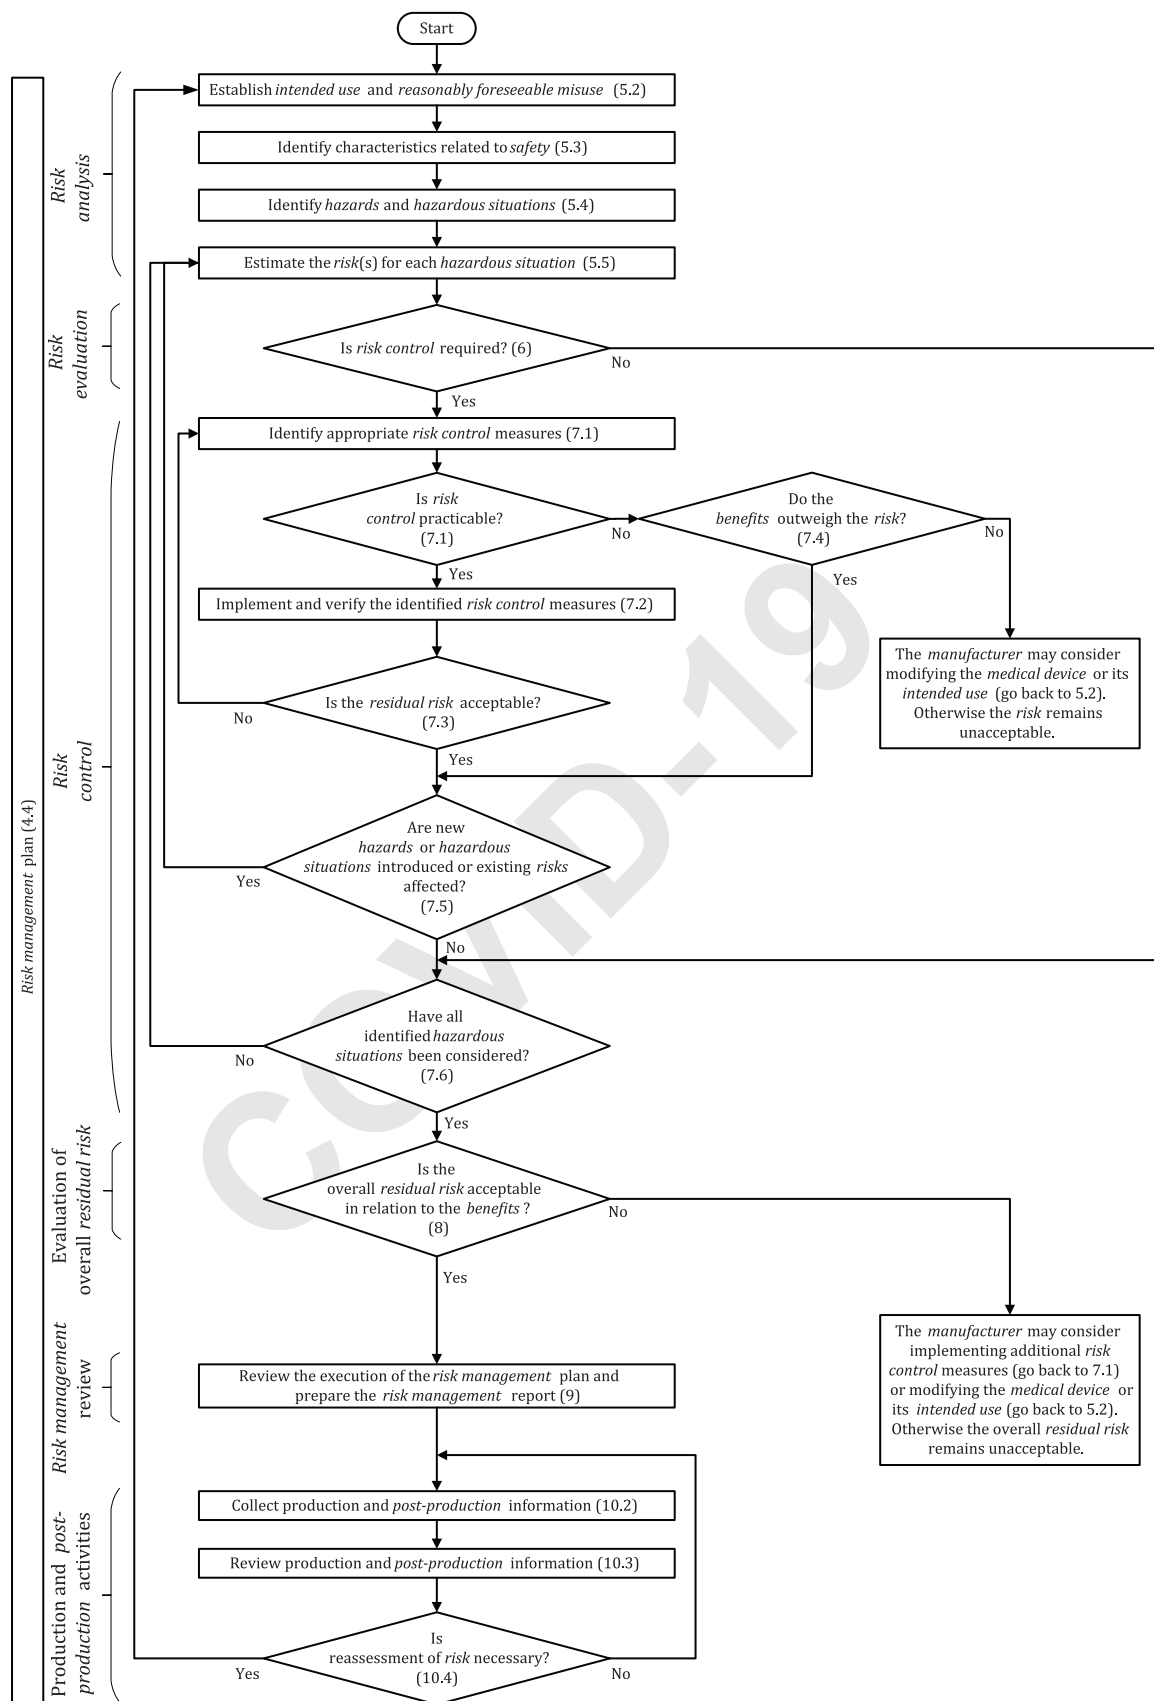 Start
Establish intended use and reasonably foreseeable misuse (5.2)
Identify characteristics related to safety (5.3)
Identify hazards and hazardous situations (5.4)
Estimate the risk(s) for each hazardous situation (5.5)
Risk
analysis
Is risk control required? (6)
No
Yes
Risk
evaluation
Identify appropriate risk control measures (7.1)
Is risk
control practicable?
(7.1)
No
Yes
Do the
benefits outweigh the risk?
(7.4)
No
Yes
Implement and verify the identified risk control measures (7.2)
The manufacturer may consider
modifying the medical device or its
intended use (go back to 5.2).
Otherwise the risk remains
unacceptable.
Is the residual risk acceptable?
(7.3)
No
Yes
Risk
control
Are new
hazards or hazardous
situations introduced or existing risks
affected?
(7.5)
Yes
No
Risk management plan (4.4)
Have all
identified hazardous
situations been considered?
(7.6)
No
Yes
COVID-19
Evaluation of
overall residual risk
Is the
overall residual risk acceptable
in relation to the benefits ?
(8)
No
Yes
The manufacturer may consider
implementing additional risk
control measures (go back to 7.1)
or modifying the medical device or
its intended use (go back to 5.2).
Otherwise the overall residual risk
remains unacceptable.
Risk management
review
Review the execution of the risk management plan and
prepare the risk management report (9)
Production and post-
production activities
Collect production and post-production information (10.2)
Review production and post-production information (10.3)
Is
reassessment of risk necessary?
(10.4)
Yes
No